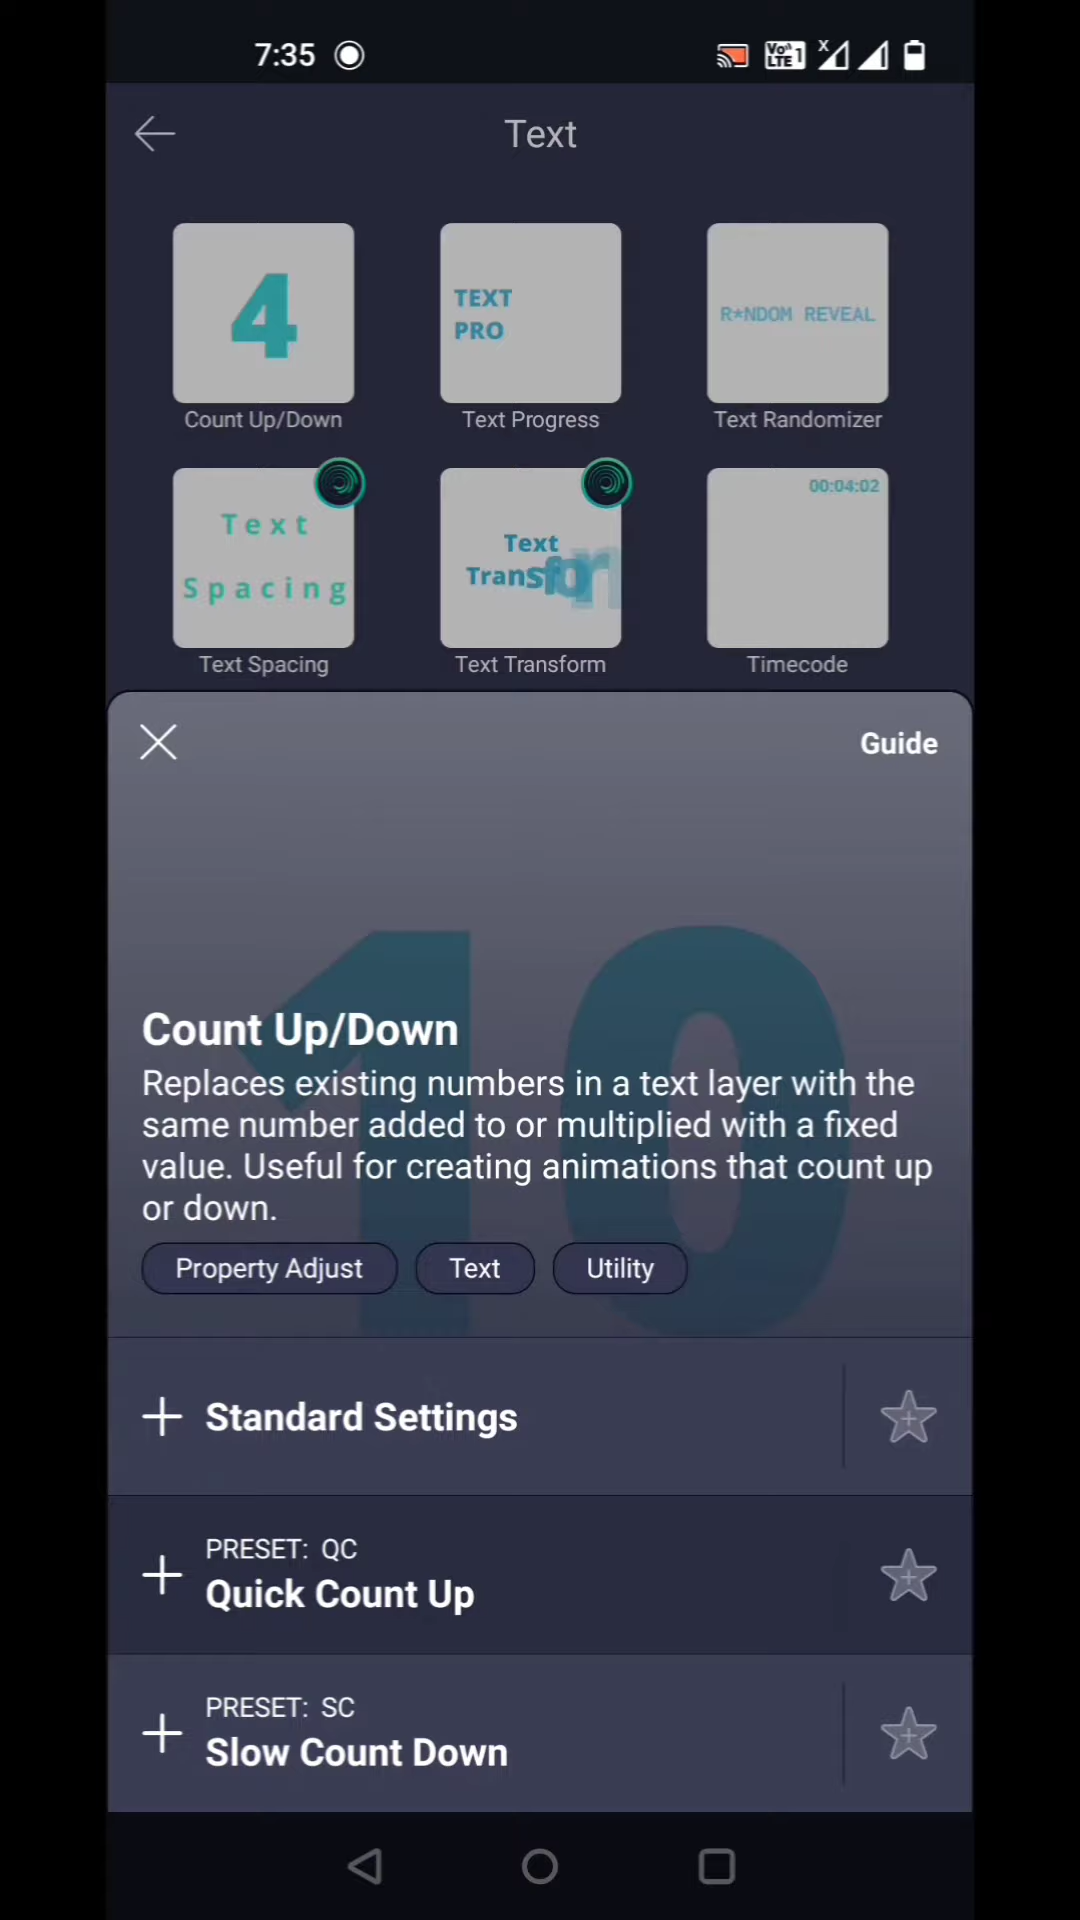 7:35
VoLTE 1
X
Text
4
TEXT
PRO
R*NDOM REVEAL
Count Up/Down
Text Progress
Text Randomizer
Text
Spacing
Text
Transform
00:04:02
Text Spacing
Text Transform
Timecode
Guide
10
Count Up/Down
Replaces existing numbers in a text layer with the
same number added to or multiplied with a fixed
value. Useful for creating animations that count up
or down.
Property Adjust
Text
Utility
Standard Settings
PRESET: QC
Quick Count Up
PRESET: SC
Slow Count Down